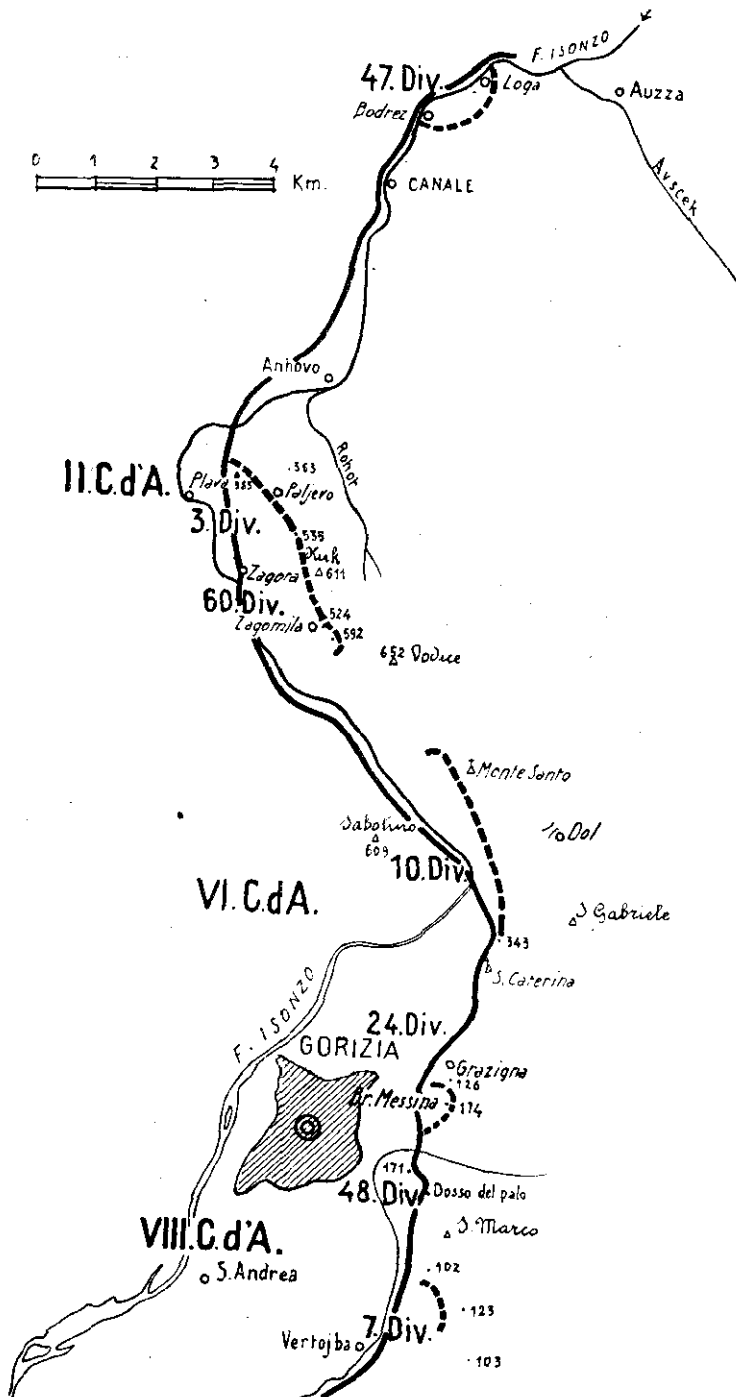 F. ISONZO
47. Div.
Loga
Auzza
Bodrez
0 1 2 3 4 Km.
CANALE
Avscek
Anhovo
Rohot
II.C.d'A.
.363
Plava
383
Paljevo
3. Div.
535
Kuk
611
Zagora
60. Div.
524
Zagomila
592
652 Vodice
Monte Santo
Sabotino
609
Dol
10. Div.
VI. C.d A.
S. Gabriele
343
S. Caterina
F. ISONZO
24. Div.
GORIZIA
Grazigna
126
Br. Messina
174
171
48. Div.
Dosso del palo
S. Marco
VIII.C.d'A.
102
S. Andrea
123
7. Div.
Vertojba
103